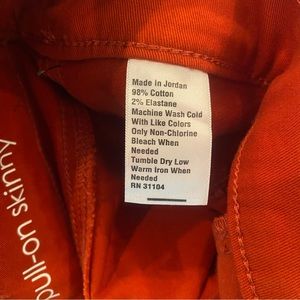 Made in Jordan
98% Cotton
2% Elastane
Machine Wash Cold
With Like Colors
Only Non-Chlorine
Bleach When
Needed
Tumble Dry Low
Warm Iron When
Needed
RN 31104
pull-on skinny